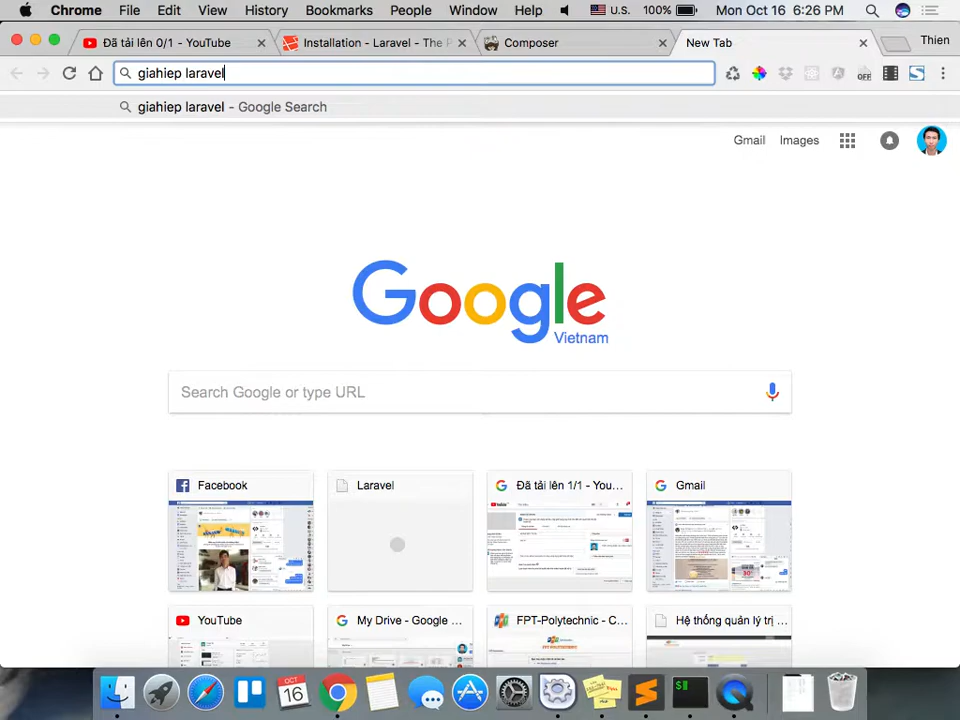 Chrome File Edit View History Bookmarks People Window Help U.S. 100% Mon Oct 16 6:26 PM
Đã tải lên 0/1 - YouTube Installation - Laravel - The P Composer New Tab Thien
giahiep laravel
OFF
giahiep laravel - Google Search
Gmail Images
Google
Vietnam
Search Google or type URL
Facebook Laravel Đã tải lên 1/1 - You... Gmail
YouTube My Drive - Google ... FPT-Polytechnic - C... Hệ thống quản lý trị ...
OCT
16